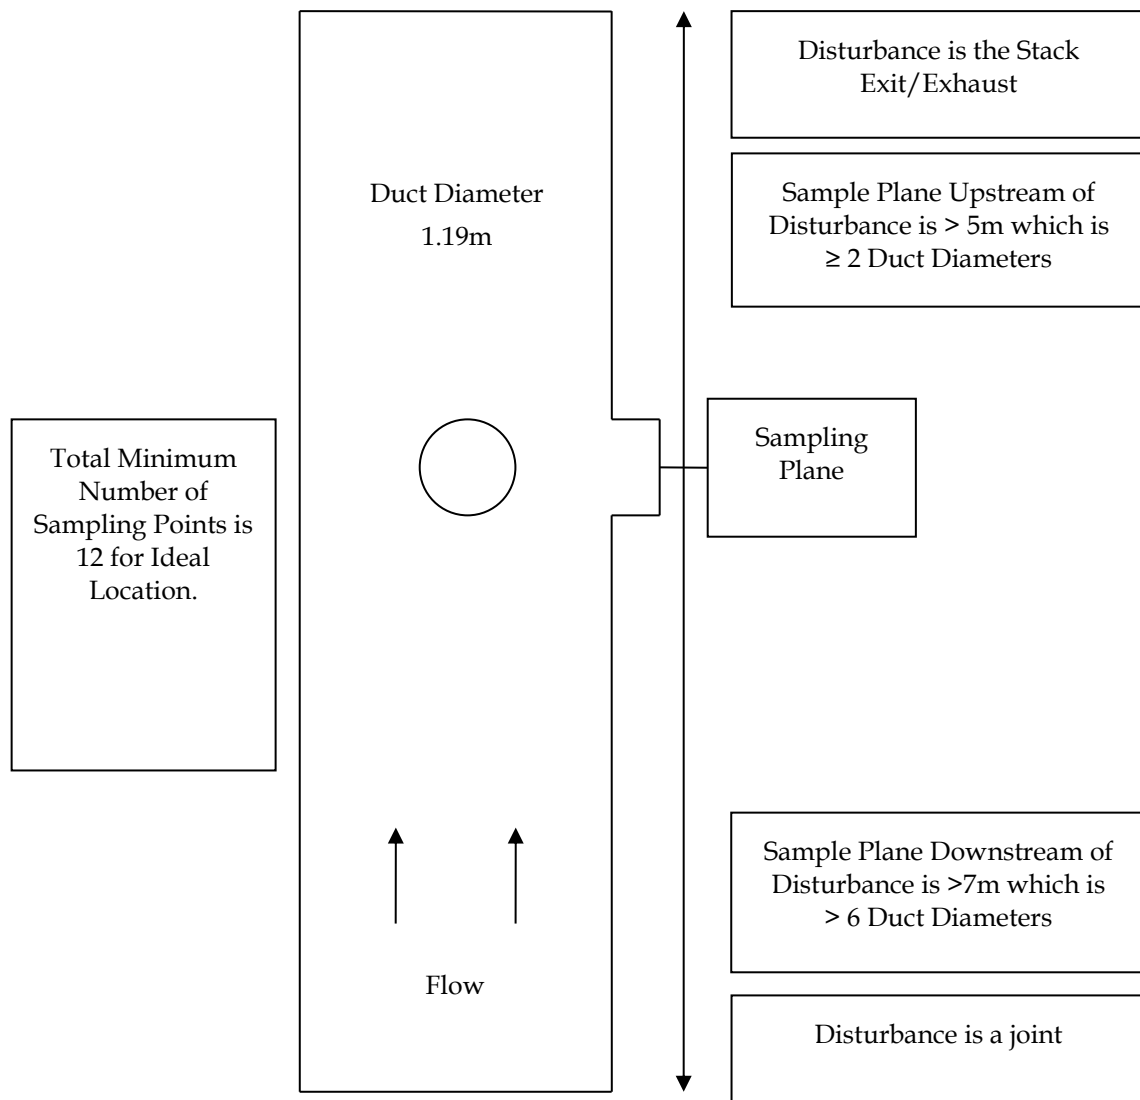 Disturbance is the Stack
Exit/Exhaust
Duct Diameter
1.19m
Sample Plane Upstream of
Disturbance is > 5m which is
≥ 2 Duct Diameters
Total Minimum
Number of
Sampling Points is
12 for Ideal
Location.
Sampling
Plane
Sample Plane Downstream of
Disturbance is >7m which is
> 6 Duct Diameters
Flow
Disturbance is a joint